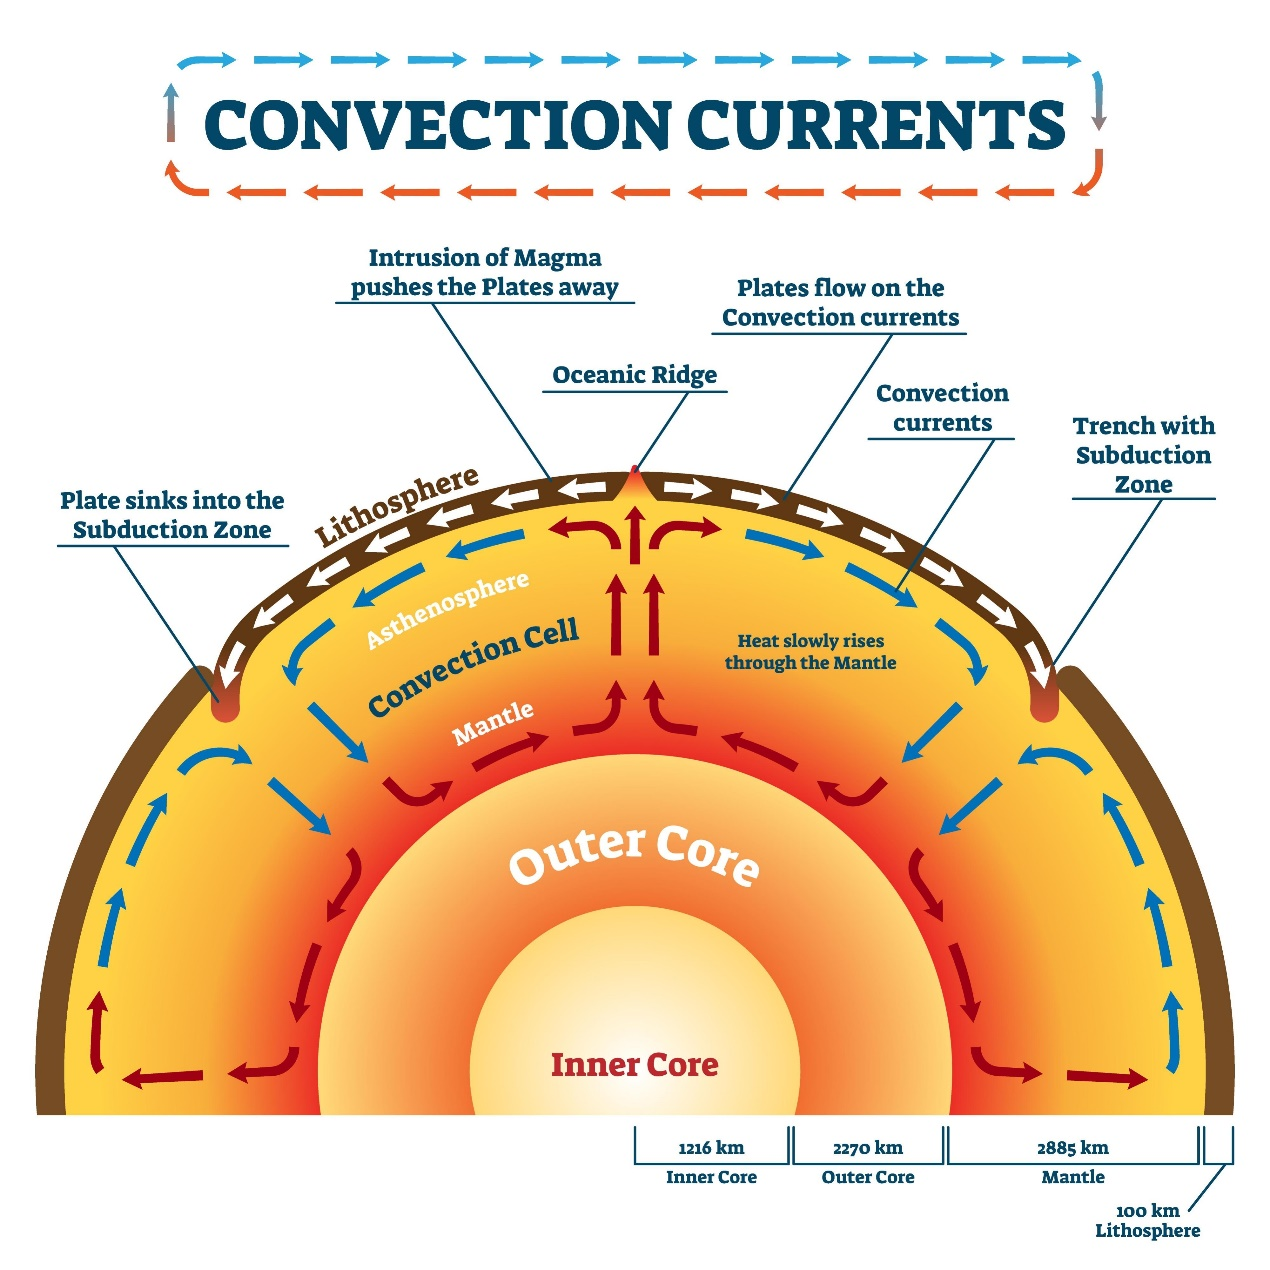 CONVECTION CURRENTS
Intrusion of Magma
pushes the Plates away
Plates flow on the
Convection currents
Oceanic Ridge
Convection
currents
Trench with
Subduction
Zone
Plate sinks into the
Subduction Zone
Lithosphere
Asthenosphere
Convection Cell
Mantle
Heat slowly rises
through the Mantle
Outer Core
Inner Core
1216 km
Inner Core
2270 km
Outer Core
2885 km
Mantle
100 km
Lithosphere